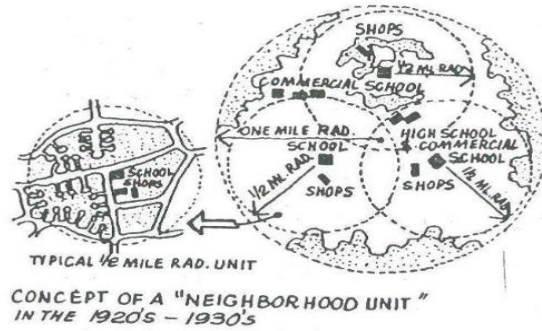 SHOPS
1/2 MI. RAD.
COMMERCIAL SCHOOL
ONE MILE RAD.
SCHOOL
HIGH SCHOOL
COMMERCIAL
SCHOOL
1/2 MI. RAD.
SHOPS
SHOPS
1/2 MI. RAD.
SCHOOL
SHOPS
TYPICAL 1/2 MILE RAD. UNIT
CONCEPT OF A "NEIGHBORHOOD UNIT"
IN THE 1920'S - 1930'S